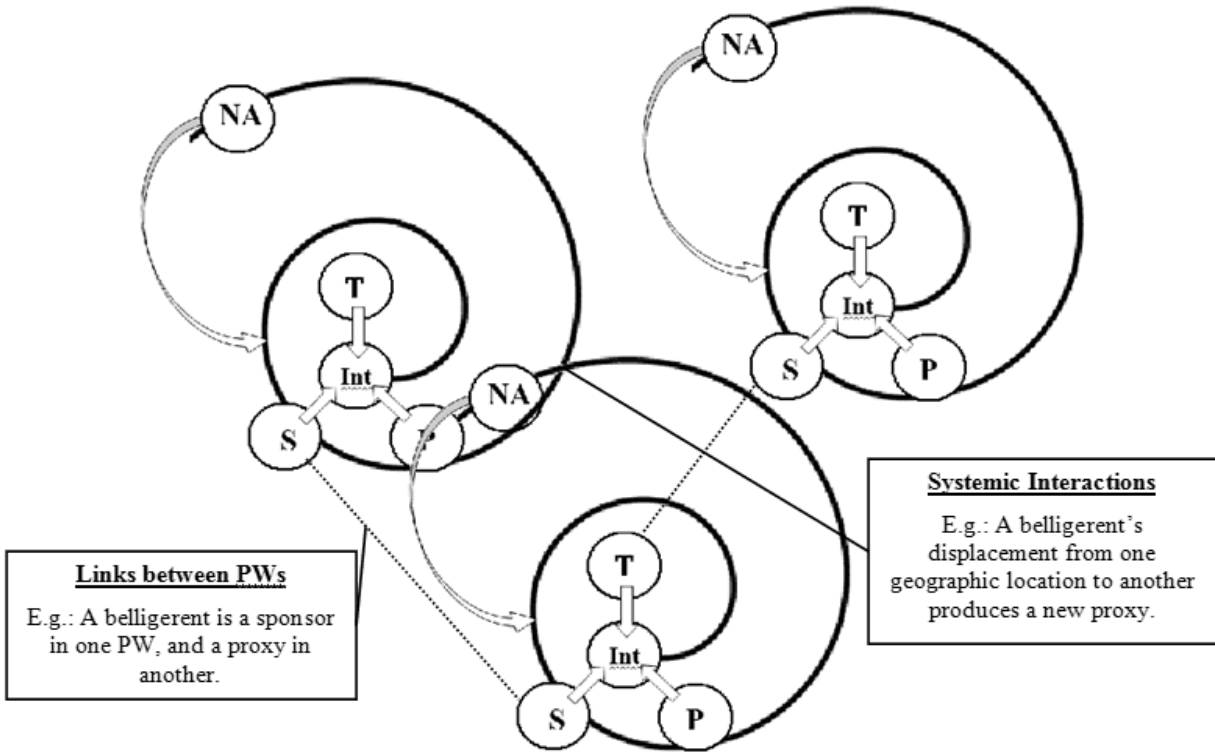 NA
NA
T
Int
S
P
T
Int
S
P
NA
T
Int
S
P
Systemic Interactions
E.g.: A belligerent’s
displacement from one
geographic location to another
produces a new proxy.
Links between PWs
E.g.: A belligerent is a sponsor
in one PW, and a proxy in
another.